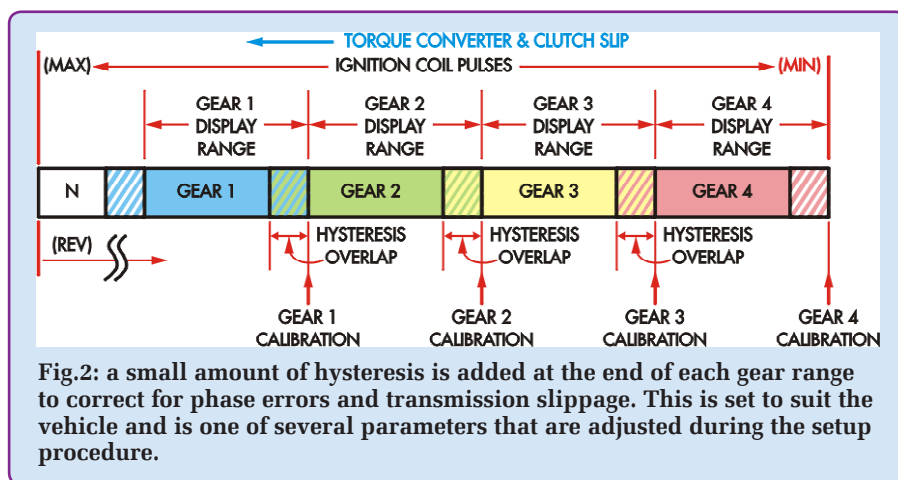 TORQUE CONVERTER & CLUTCH SLIP
(MAX) IGNITION COIL PULSES (MIN)
GEAR 1 DISPLAY RANGE
GEAR 2 DISPLAY RANGE
GEAR 3 DISPLAY RANGE
GEAR 4 DISPLAY RANGE
N GEAR 1 GEAR 2 GEAR 3 GEAR 4
(REV)
HYSTERESIS OVERLAP
HYSTERESIS OVERLAP
HYSTERESIS OVERLAP
GEAR 1 CALIBRATION
GEAR 2 CALIBRATION
GEAR 3 CALIBRATION
GEAR 4 CALIBRATION
Fig.2: a small amount of hysteresis is added at the end of each gear range
to correct for phase errors and transmission slippage. This is set to suit the
vehicle and is one of several parameters that are adjusted during the setup
procedure.